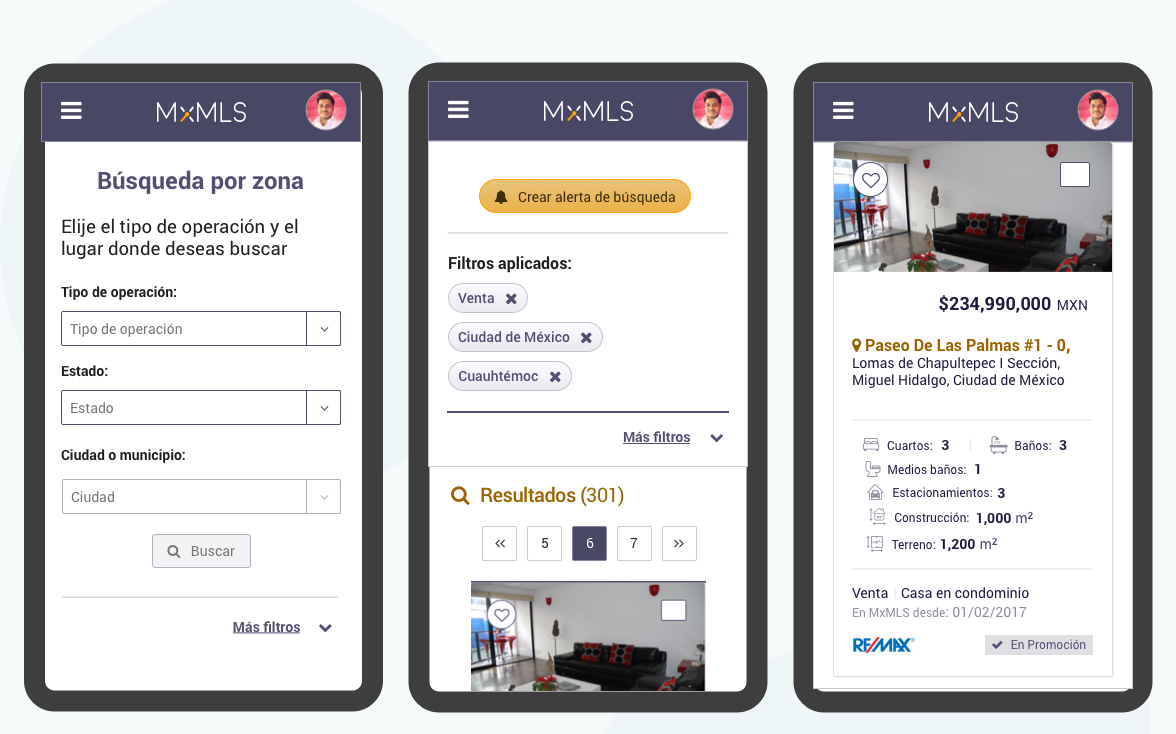 MxMLS
Búsqueda por zona
Elije el tipo de operación y el
lugar donde deseas buscar
Tipo de operación:
Tipo de operación
Estado:
Estado
Ciudad o municipio:
Ciudad
Buscar
Más filtros
MxMLS
Crear alerta de búsqueda
Filtros aplicados:
Venta
Ciudad de México
Cuauhtémoc
Más filtros
Resultados (301)
<< 5 6 7 >>
MxMLS
$234,990,000 MXN
Paseo De Las Palmas #1 - 0,
Lomas de Chapultepec I Sección,
Miguel Hidalgo, Ciudad de México
Cuartos: 3 | Baños: 3
Medios baños: 1
Estacionamientos: 3
Construcción: 1,000 m²
Terreno: 1,200 m²
Venta | Casa en condominio
En MxMLS desde: 01/02/2017
RE/MAX
En Promoción